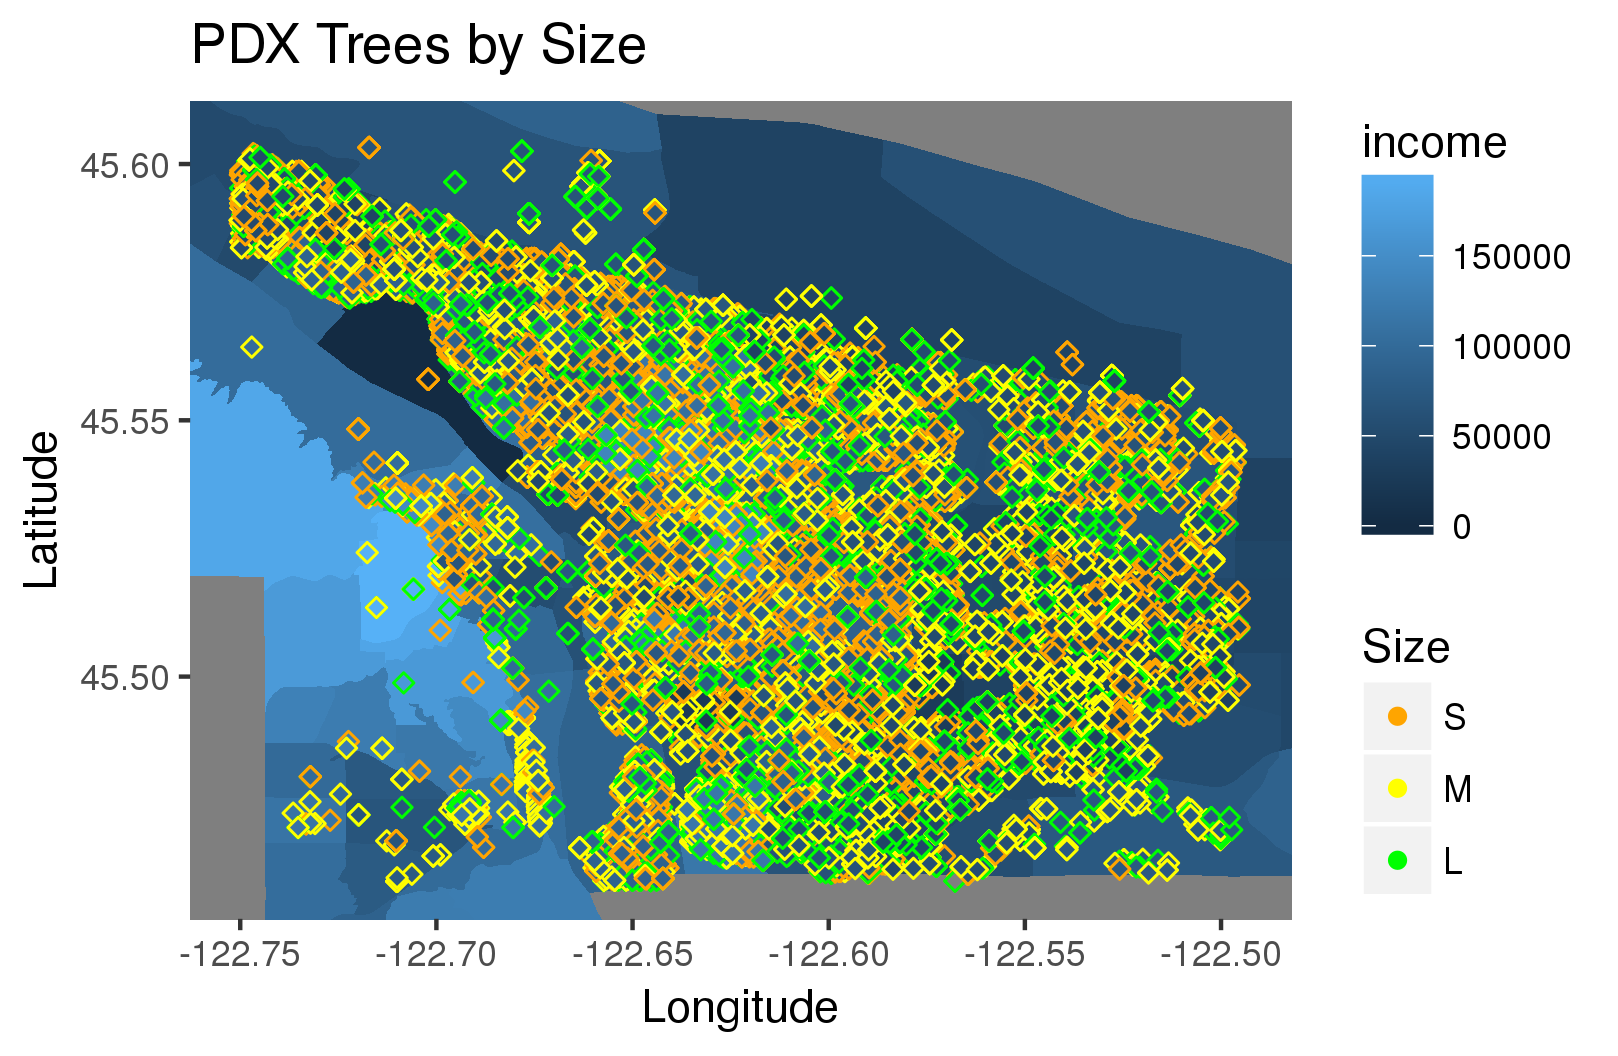 PDX Trees by Size
Latitude
45.60
45.55
45.50
-122.75
-122.70
-122.65
-122.60
-122.55
-122.50
Longitude
income
150000
100000
50000
0
Size
S
M
L